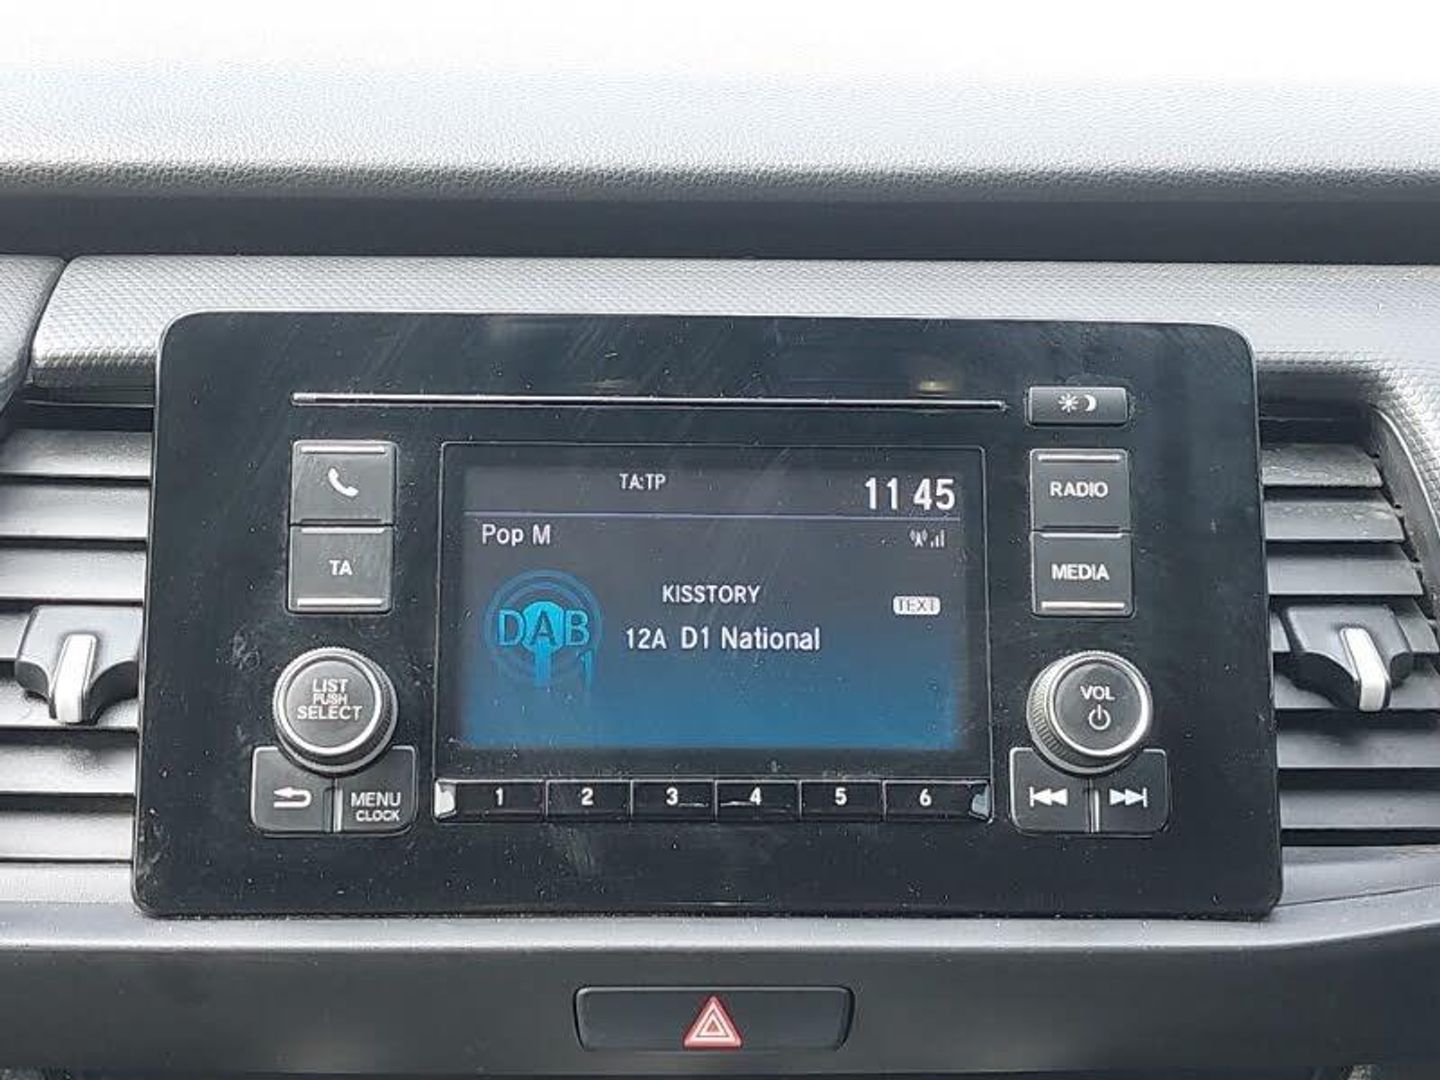 TA:TP
11 45
Pop M
KISSTORY
TEXT
DAB
1
12A D1 National
TA
RADIO
MEDIA
LIST
PUSH
SELECT
VOL
MENU
CLOCK
1 2 3 4 5 6